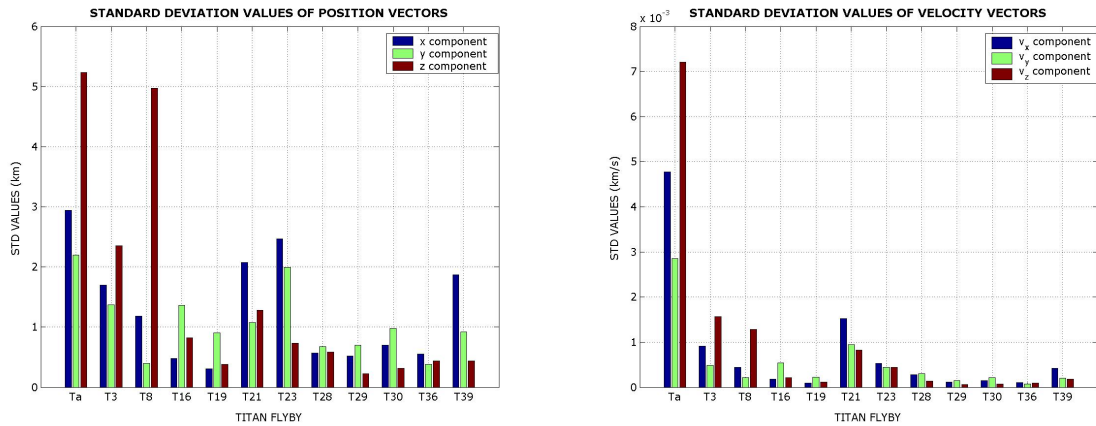 STANDARD DEVIATION VALUES OF POSITION VECTORS
6
5
4
3
2
1
0
STD VALUES (km)
x component
y component
z component
Ta T3 T8 T16 T19 T21 T23 T28 T29 T30 T36 T39
TITAN FLYBY
STANDARD DEVIATION VALUES OF VELOCITY VECTORS
x 10⁻³
8
7
6
5
4
3
2
1
0
STD VALUES (km/s)
vₓ component
v_y component
v_z component
Ta T3 T8 T16 T19 T21 T23 T28 T29 T30 T36 T39
TITAN FLYBY